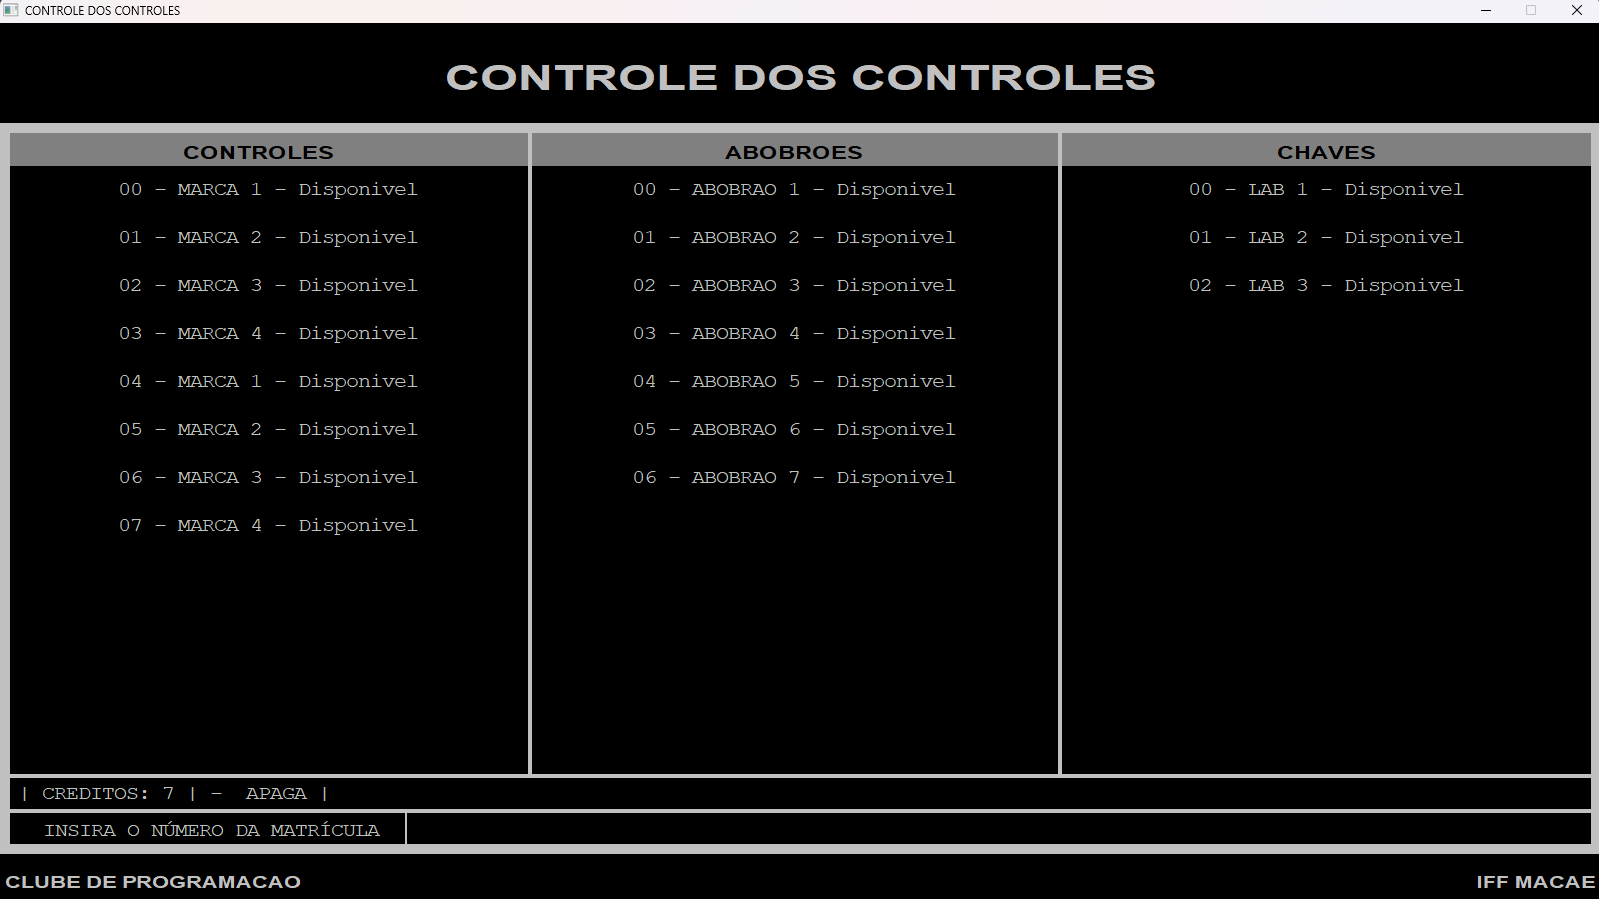 CONTROLE DOS CONTROLES
CONTROLE DOS CONTROLES
CONTROLES
00 - MARCA 1 - Disponivel
01 - MARCA 2 - Disponivel
02 - MARCA 3 - Disponivel
03 - MARCA 4 - Disponivel
04 - MARCA 1 - Disponivel
05 - MARCA 2 - Disponivel
06 - MARCA 3 - Disponivel
07 - MARCA 4 - Disponivel
ABOBROES
00 - ABOBRAO 1 - Disponivel
01 - ABOBRAO 2 - Disponivel
02 - ABOBRAO 3 - Disponivel
03 - ABOBRAO 4 - Disponivel
04 - ABOBRAO 5 - Disponivel
05 - ABOBRAO 6 - Disponivel
06 - ABOBRAO 7 - Disponivel
CHAVES
00 - LAB 1 - Disponivel
01 - LAB 2 - Disponivel
02 - LAB 3 - Disponivel
| CREDITOS: 7 | - APAGA |
INSIRA O NÚMERO DA MATRÍCULA
CLUBE DE PROGRAMACAO
IFF MACAE